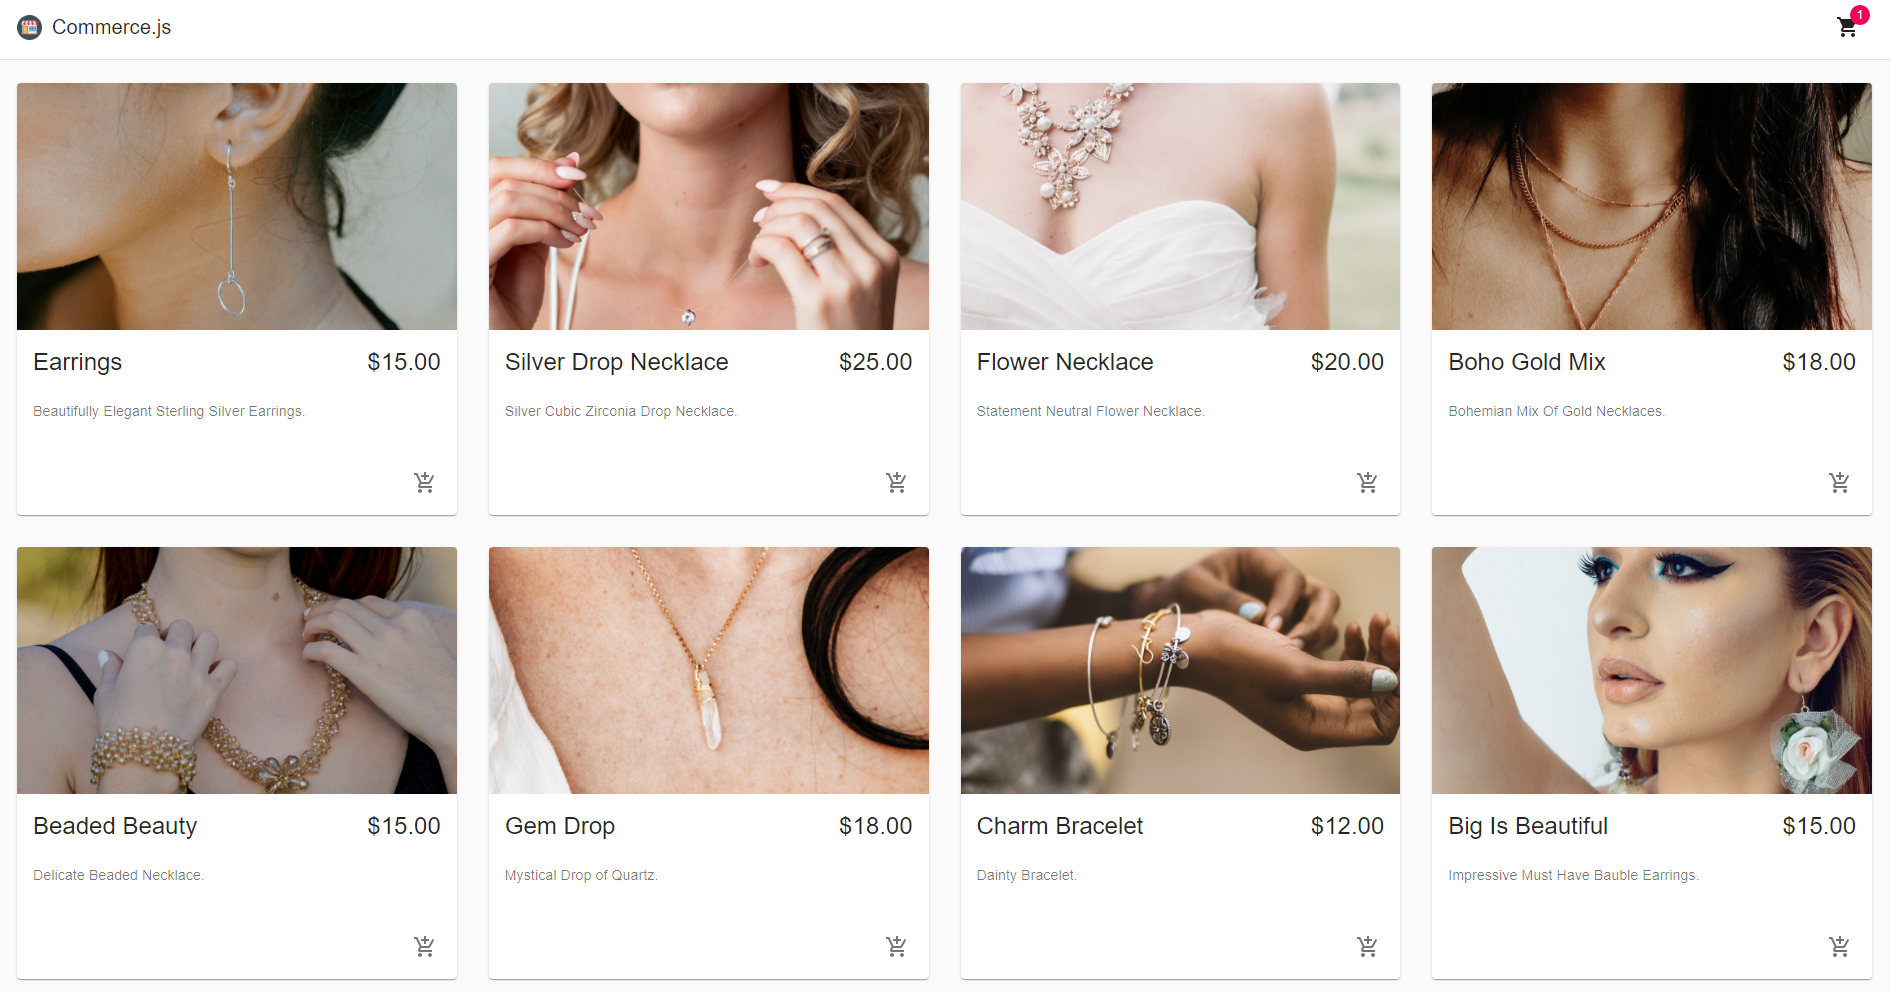 Commerce.js
1
Earrings $15.00
Beautifully Elegant Sterling Silver Earrings.
Silver Drop Necklace $25.00
Silver Cubic Zirconia Drop Necklace.
Flower Necklace $20.00
Statement Neutral Flower Necklace.
Boho Gold Mix $18.00
Bohemian Mix Of Gold Necklaces.
Beaded Beauty $15.00
Delicate Beaded Necklace.
Gem Drop $18.00
Mystical Drop of Quartz.
Charm Bracelet $12.00
Dainty Bracelet.
Big Is Beautiful $15.00
Impressive Must Have Bauble Earrings.